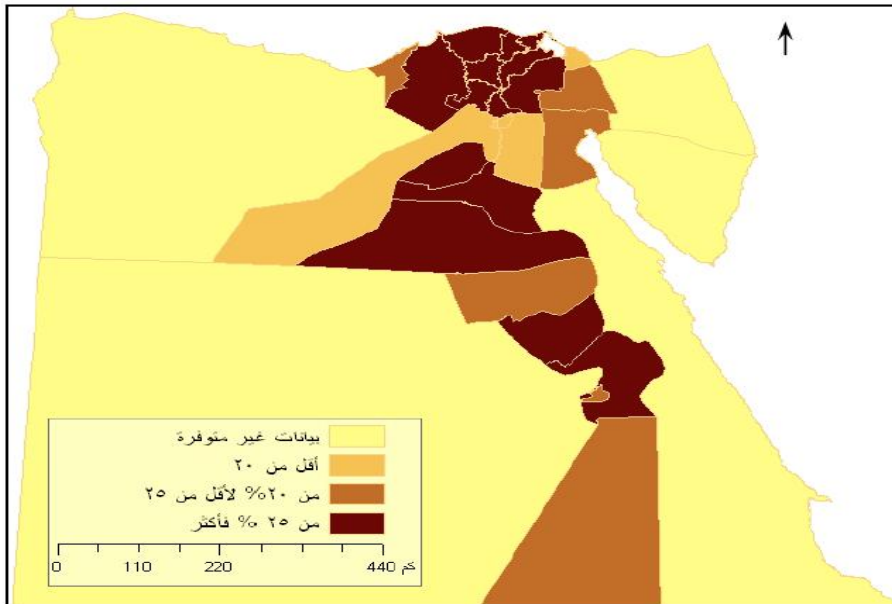 بيانات غير متوفرة
أقل من ٢٠
من ٢٠% لأقل من ٢٥
من ٢٥ % فأكثر
0 110 220 440 كم